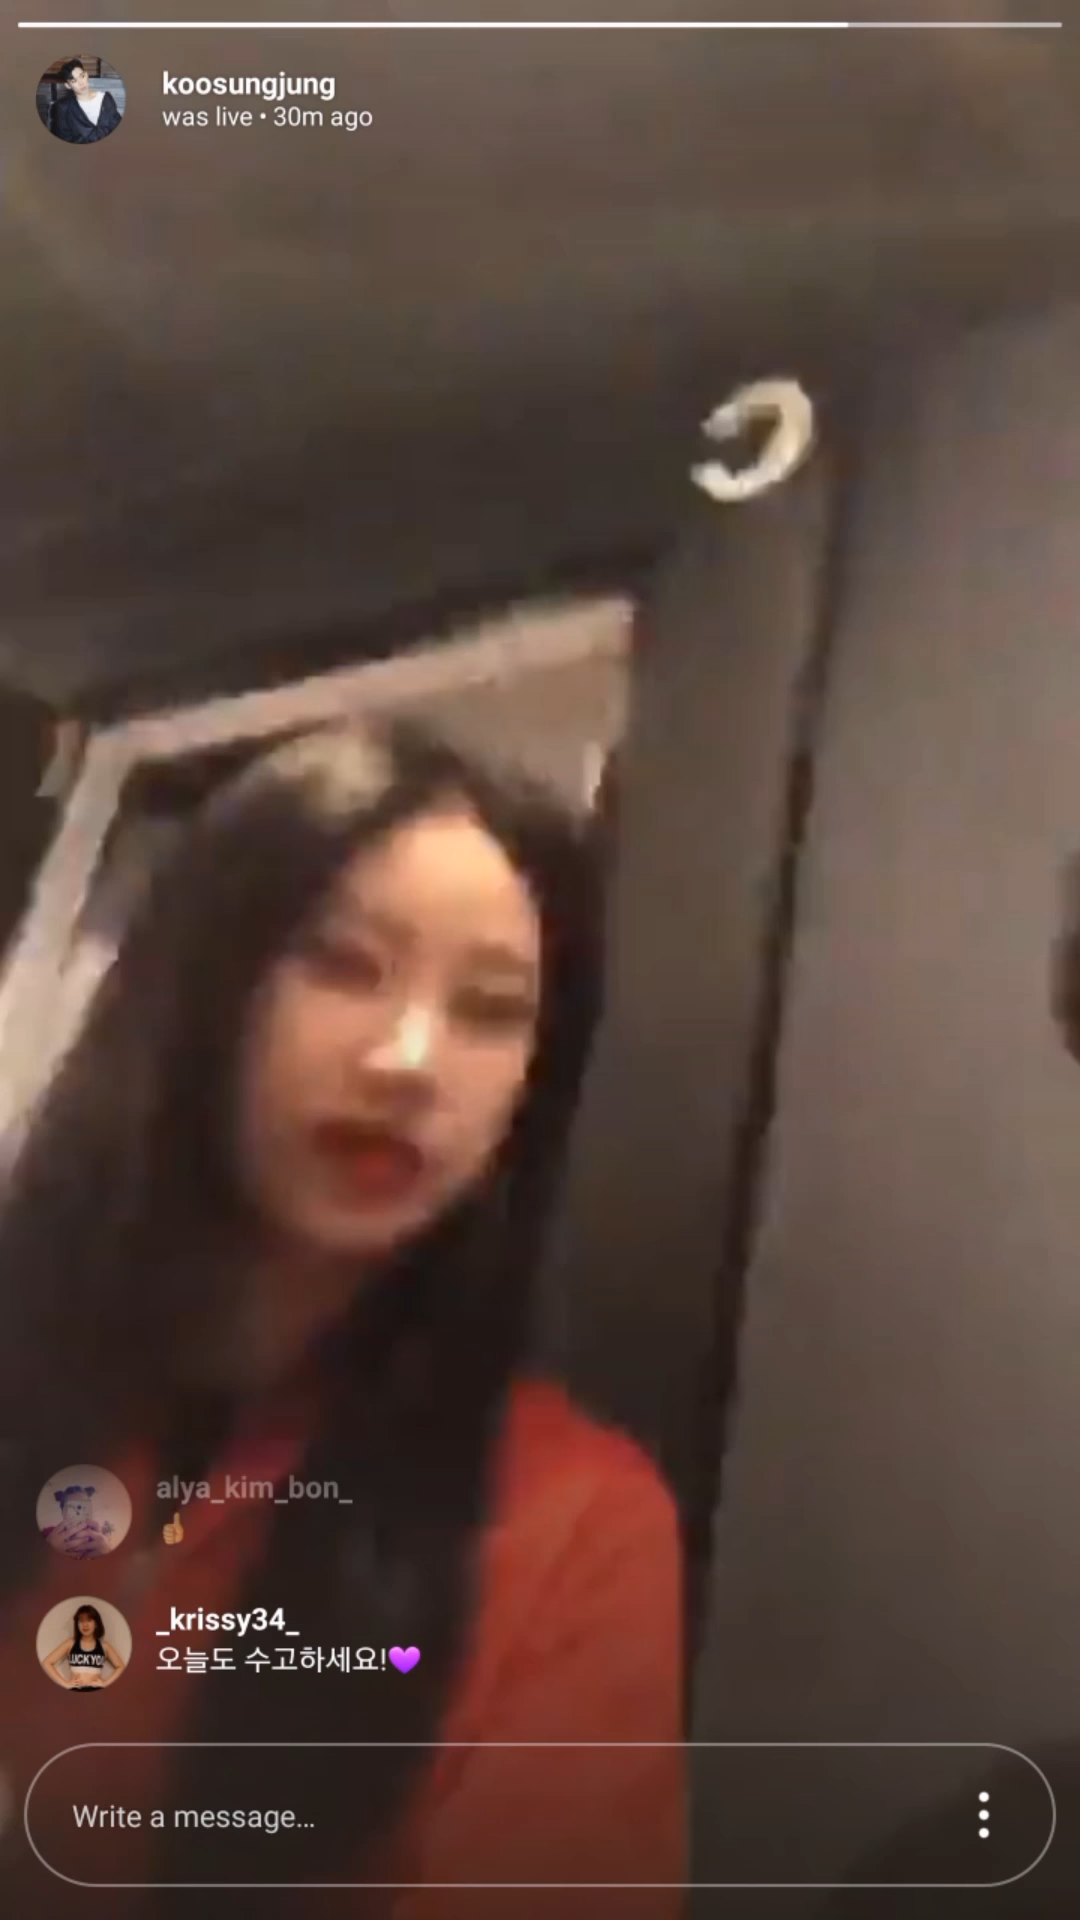 koosungjung
was live • 30m ago
alya_kim_bon_
👍🏼
_krissy34_
오늘도 수고하세요!💜
Write a message...